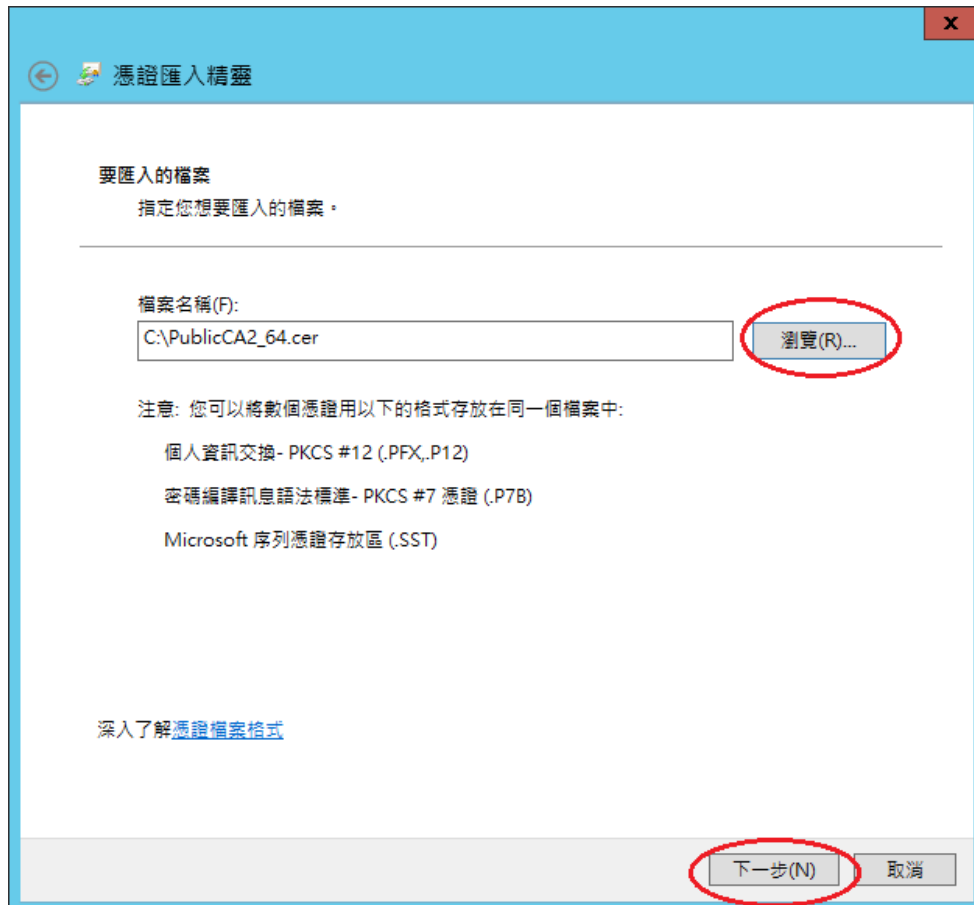 x
憑證匯入精靈
要匯入的檔案
指定您想要匯入的檔案。
檔案名稱(F):
C:\PublicCA2_64.cer
瀏覽(R)...
注意: 您可以將數個憑證用以下的格式存放在同一個檔案中:
個人資訊交換- PKCS #12 (.PFX,.P12)
密碼編譯訊息語法標準- PKCS #7 憑證 (.P7B)
Microsoft 序列憑證存放區 (.SST)
深入了解憑證檔案格式
下一步(N)
取消